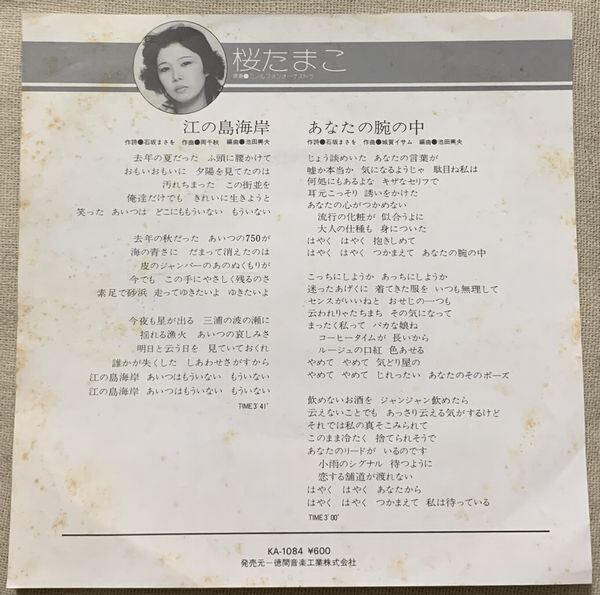 桜たまこ
演奏●ミノルフォンオーケストラ
江の島海岸
作詩●石坂まさを 作曲●岡千秋 編曲●池田勇夫
去年の夏だった ふ頭に腰かけて
おもいおもいに 夕陽を見てたのは
汚れちまった この街並を
俺達だけでも きれいに生きようと
笑った あいつは どこにもういない もういない
去年の秋だった あいつの750が
海の青さに だまって消えたのは
皮のジャンパーのあのぬくもりが
今でも この手にやさしく残るのさ
素足で砂浜 走ってゆきたいよ ゆきたいよ
今夜も星が出る 三浦の波の瀬に
揺れる漁火 あいつの哀しみさ
明日と云う日を 見ていておくれ
誰かが失くした しあわせさがすから
江の島海岸 あいつはもういない もういない
江の島海岸 あいつはもういない もういない
TIME3'41"
あなたの腕の中
作詩●石坂まさを 作曲●城賀イサム 編曲●池田勇夫
じょう談めいた あなたの言葉が
嘘か本当か 気になるようじゃ 駄目ね私は
何処にもあるよな キザなセリフで
耳元こっそり 誘いをかけた
あなたの心がつかめない
流行の化粧が 似合うように
大人の仕種も 身についた
はやく はやく 抱きしめて
はやく はやく つかまえて あなたの腕の中
こっちにしようか あっちにしようか
迷ったあげくに 着てきた服を いつも無理して
センスがいいねと おせじの一つも
云われりゃたちまち その気になって
まったく私って バカな娘ね
コーヒータイムが 長いから
ルージュの口紅 色あせる
やめて やめて 気どり屋の
やめて やめて じれったい あなたのそのポーズ
飲めないお酒を ジャンジャン飲めたら
云えないことでも あっさり云える気がするけど
それでは私の真そこみられて
このまま冷たく 捨てられそうで
あなたのリードが いるのです
小雨のシグナル 待つように
恋する舗道が渡れない
はやく はやく あなたから
はやく はやく つかまえて 私は待っている
TIME3'00"
KA-1084 ¥600
発売元―徳間音楽工業株式会社